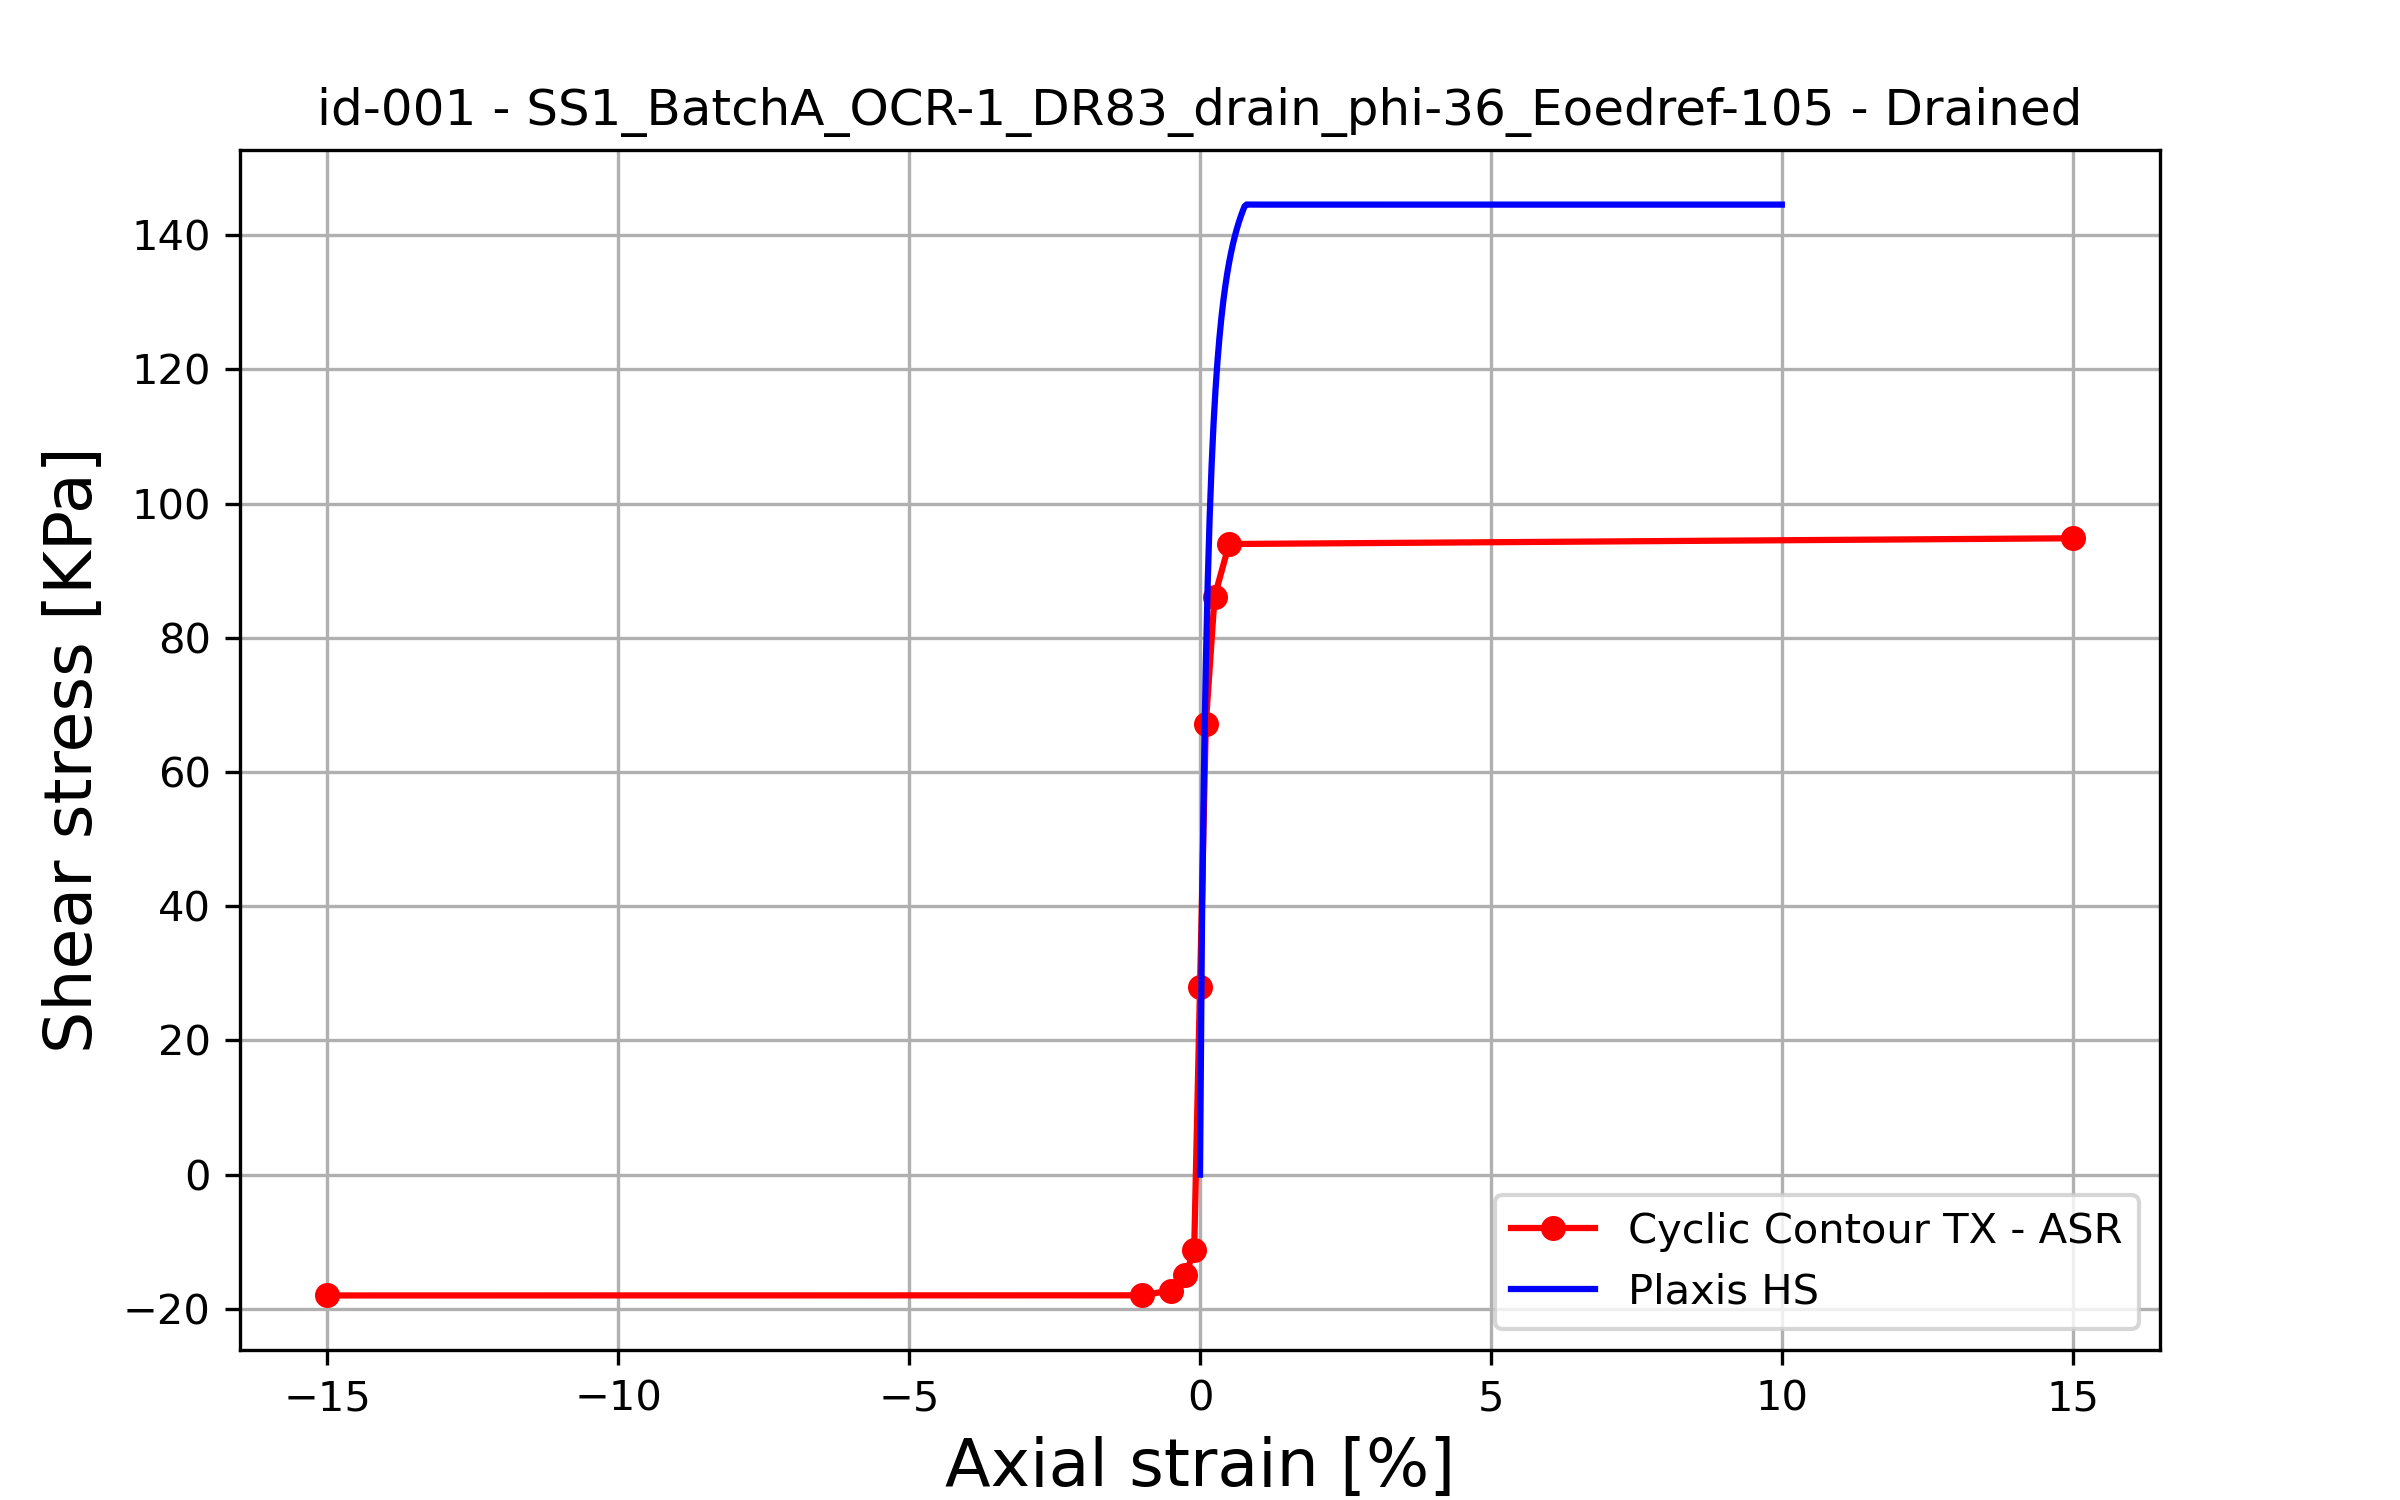 id-001 - SS1_BatchA_OCR-1_DR83_drain_phi-36_Eoedref-105 - Drained
Shear stress [KPa]
140
120
100
80
60
40
20
0
−20
Cyclic Contour TX - ASR
Plaxis HS
−15 −10 −5 0 5 10 15
Axial strain [%]